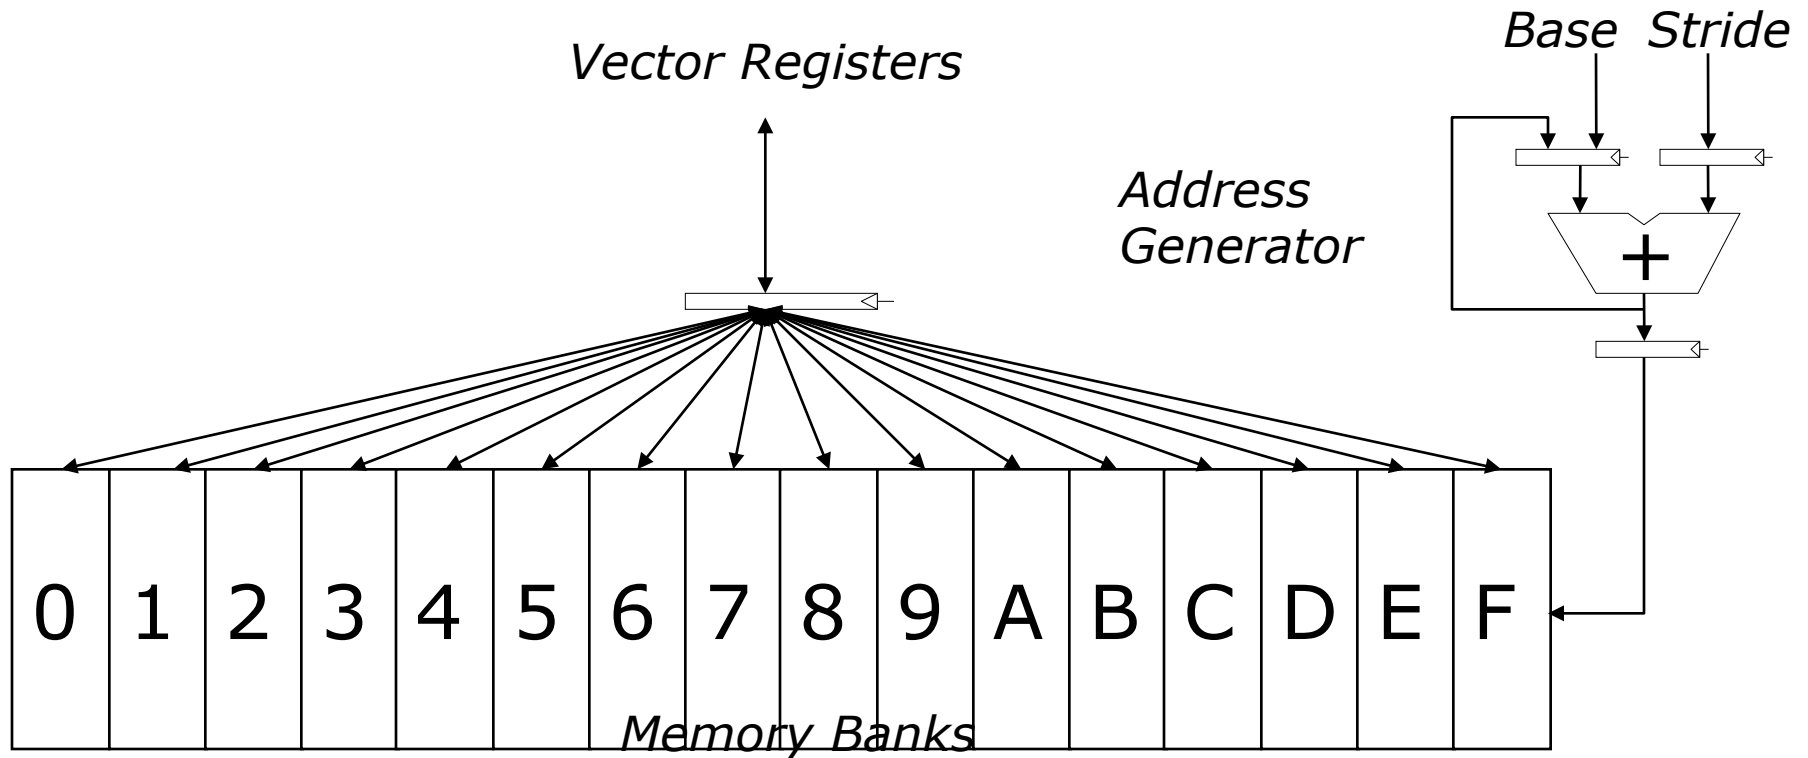 Base Stride
Vector Registers
Address
Generator
+
0 1 2 3 4 5 6 7 8 9 A B C D E F
Memory Banks